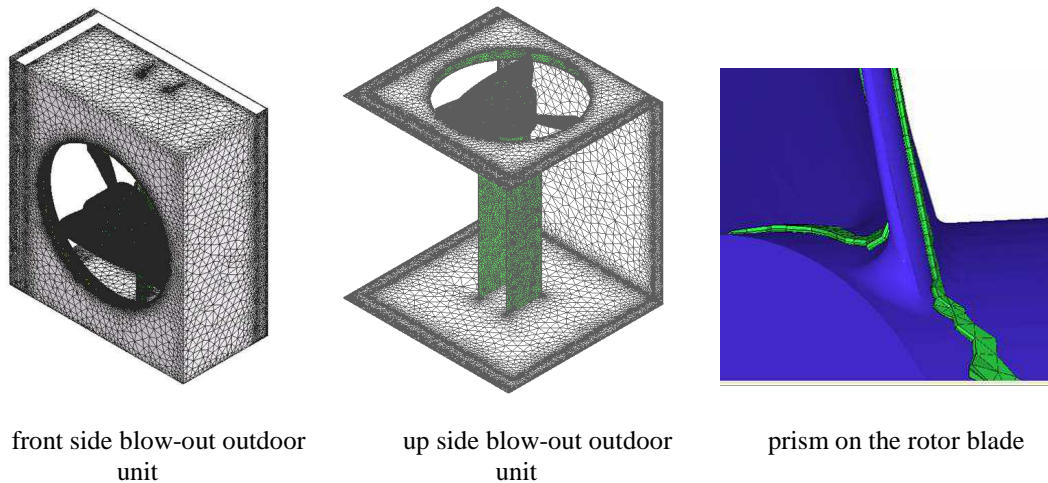 front side blow-out outdoor
unit
up side blow-out outdoor
unit
prism on the rotor blade